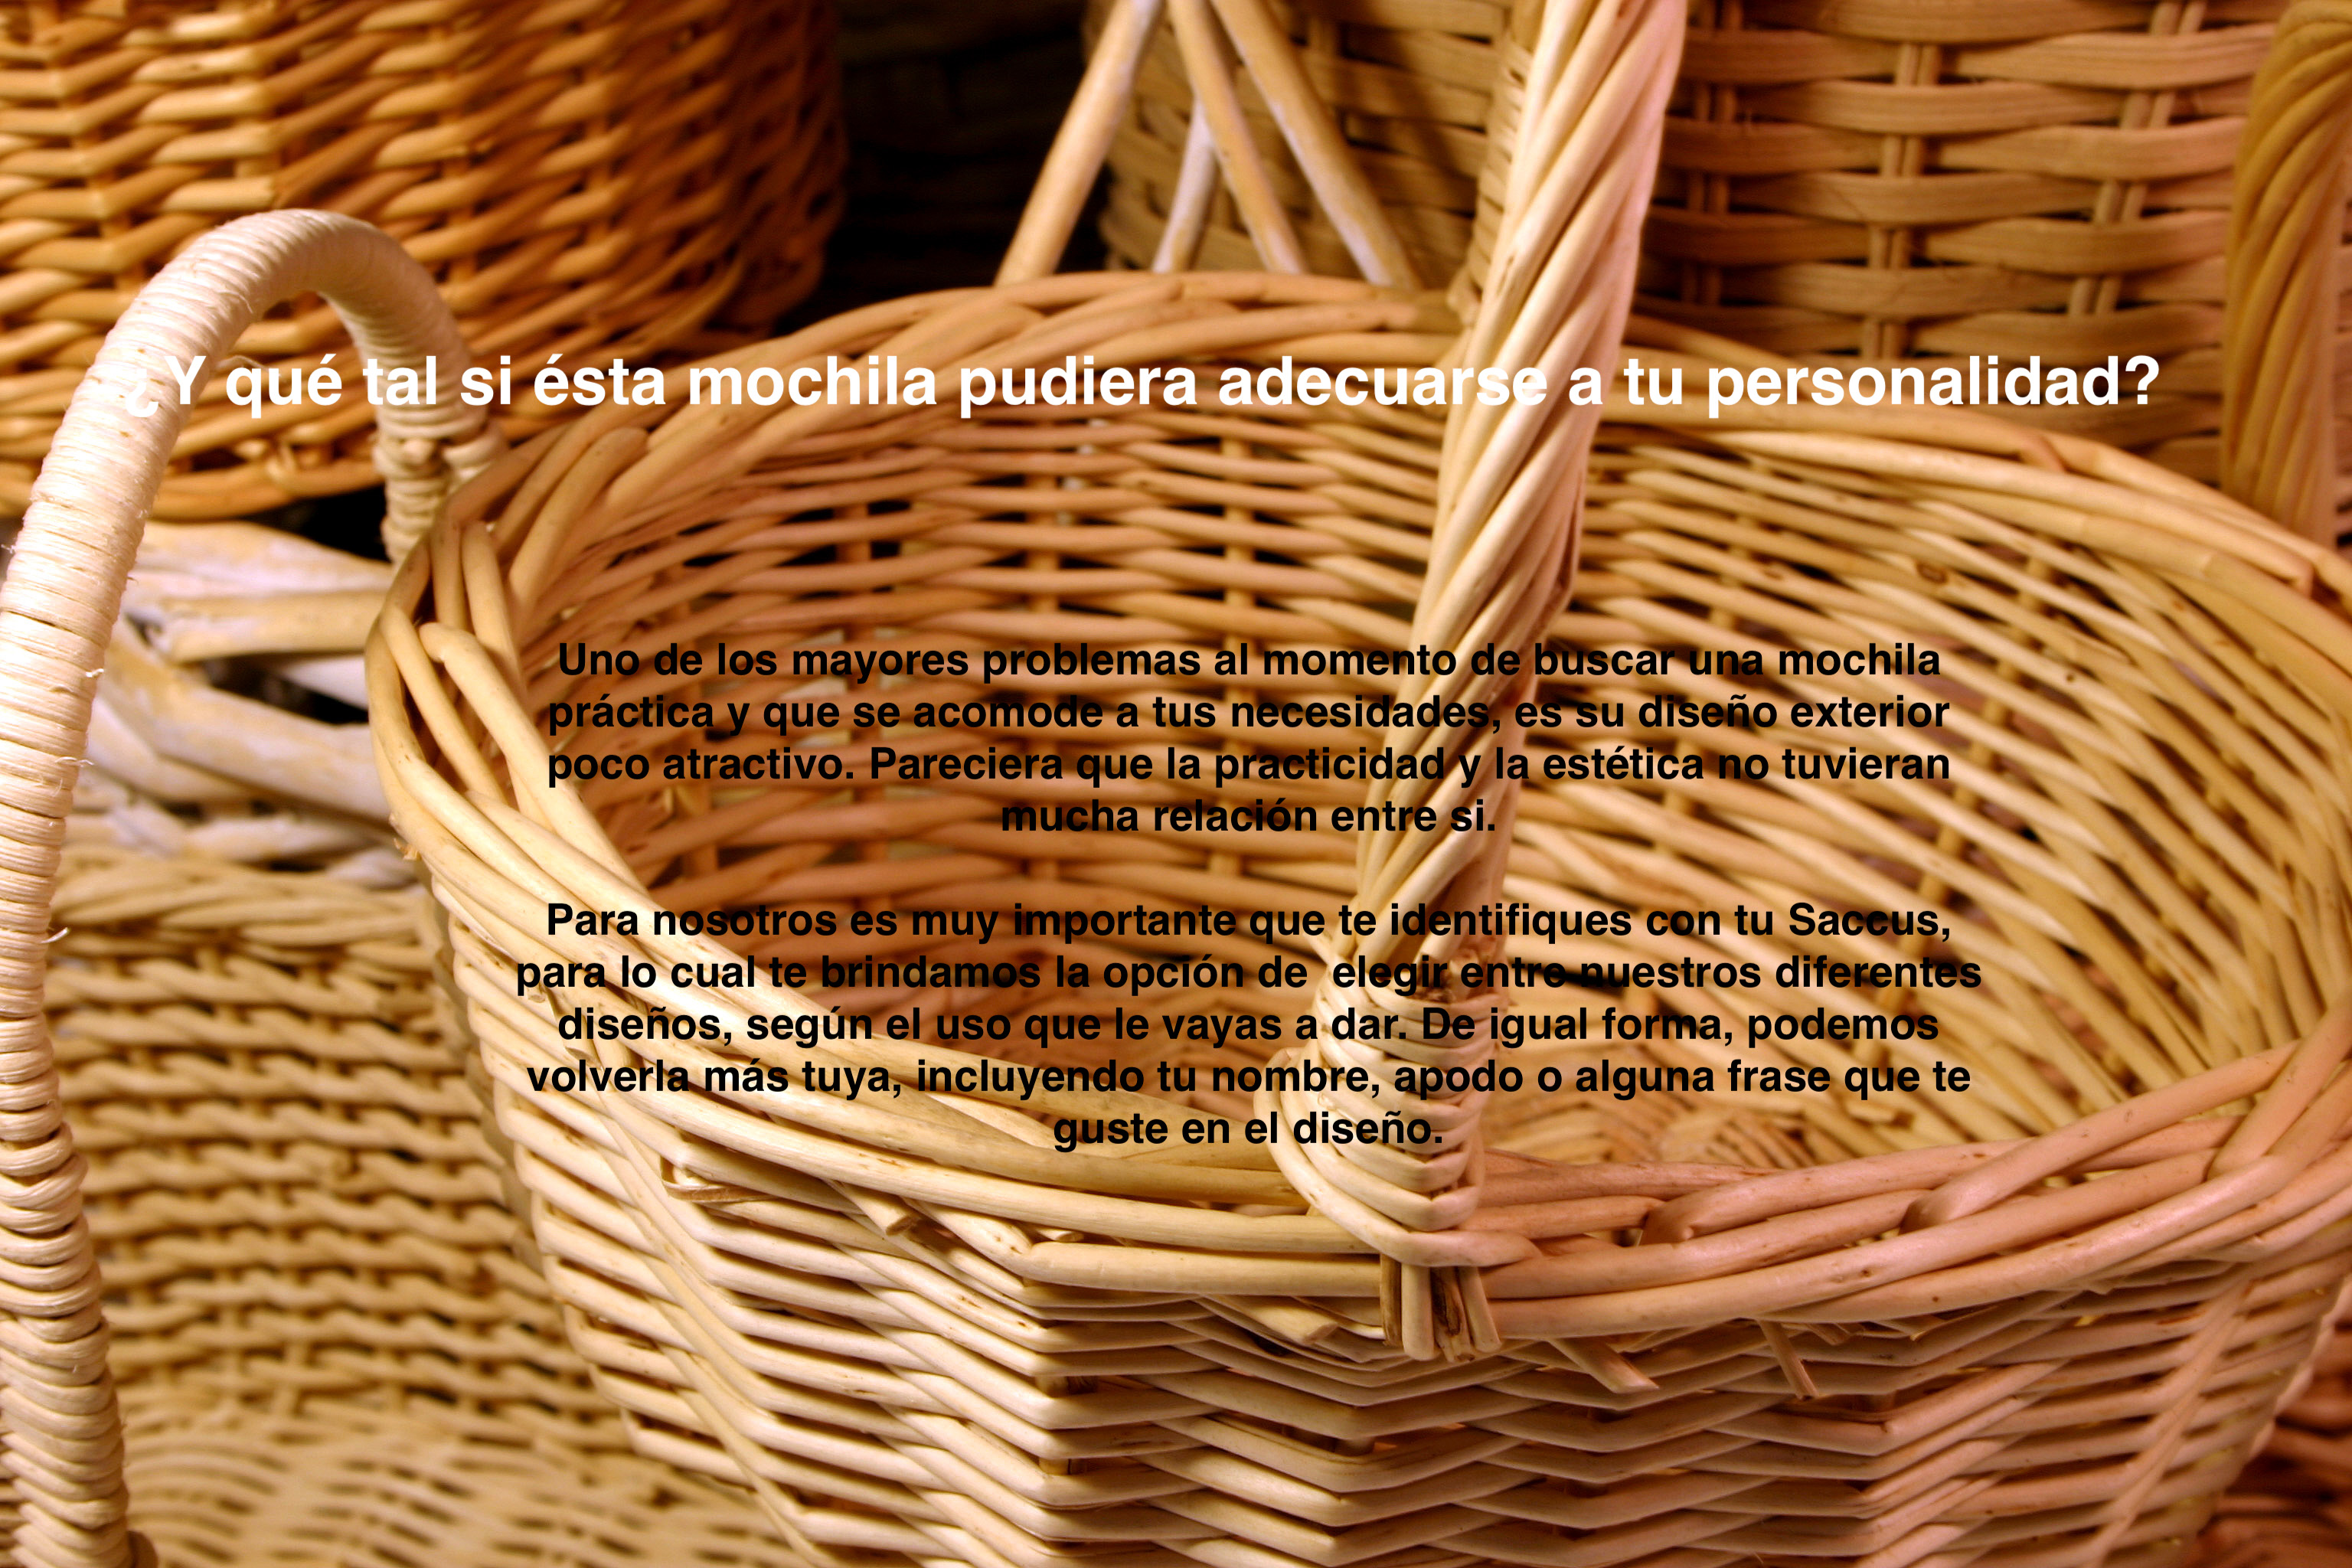 ¿Y qué tal si ésta mochila pudiera adecuarse a tu personalidad?
Uno de los mayores problemas al momento de buscar una mochila
práctica y que se acomode a tus necesidades, es su diseño exterior
poco atractivo. Pareciera que la practicidad y la estética no tuvieran
mucha relación entre si.
Para nosotros es muy importante que te identifiques con tu Saccus,
para lo cual te brindamos la opción de  elegir entre nuestros diferentes
diseños, según el uso que le vayas a dar. De igual forma, podemos
volverla más tuya, incluyendo tu nombre, apodo o alguna frase que te
guste en el diseño.